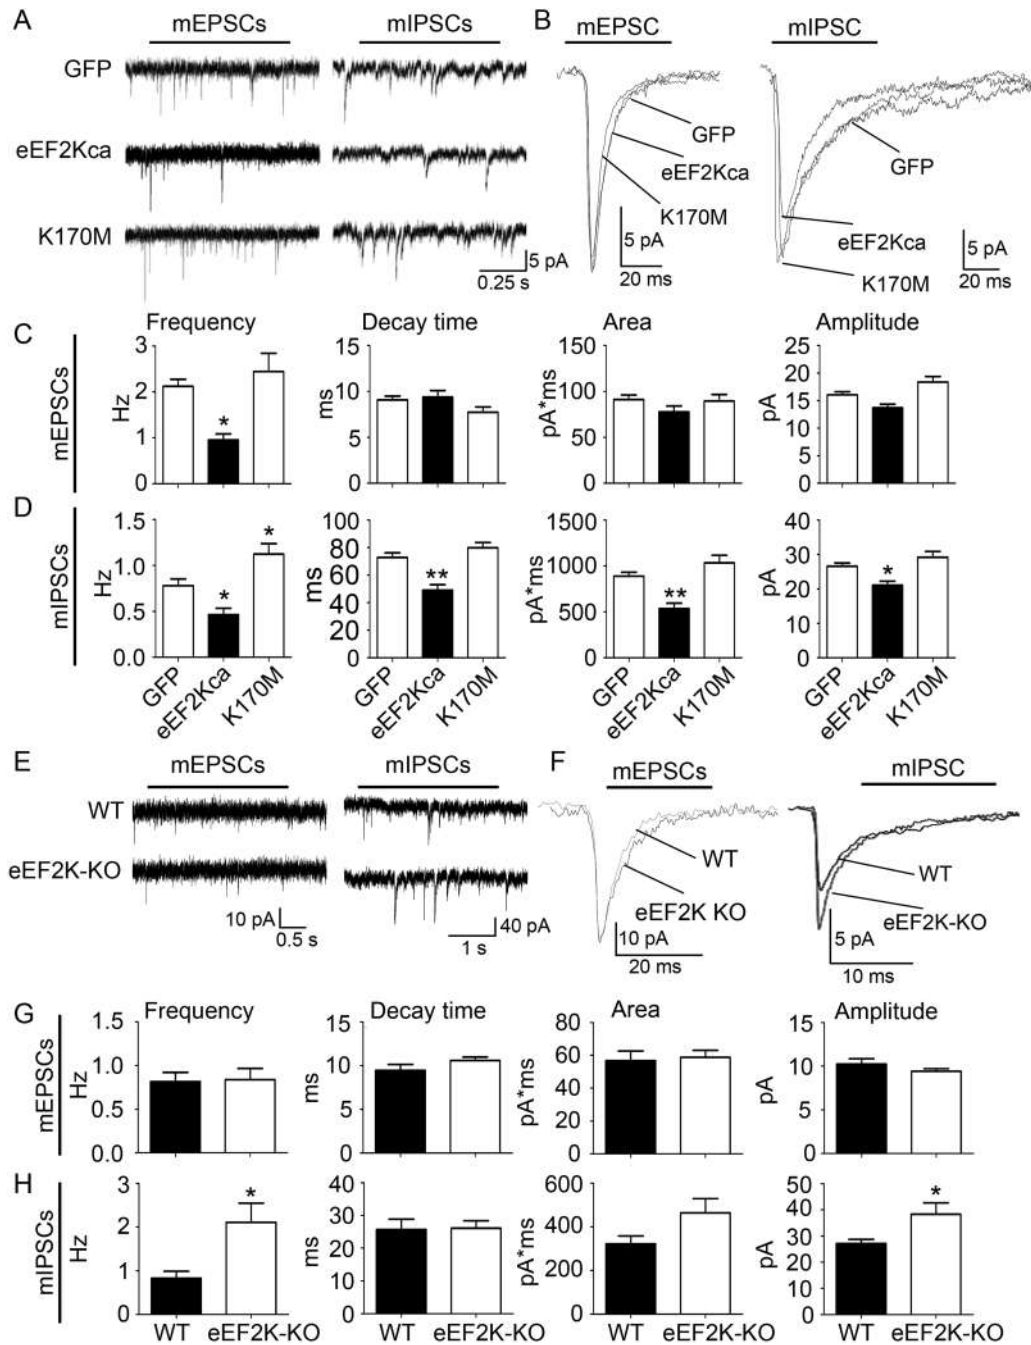 A mEPSCs mIPSCs B mEPSC mIPSC
GFP
eEF2Kca
K170M
5 pA
0.25 s
GFP
eEF2Kca
K170M
5 pA
20 ms
GFP
eEF2Kca
K170M
5 pA
20 ms
C Frequency Decay time Area Amplitude
mEPSCs
Hz
3
2
1
0
*
ms
15
10
5
0
pA*ms
150
100
50
0
pA
25
20
15
10
5
0
D
mIPSCs
Hz
1.5
1.0
0.5
0.0
*
*
ms
100
80
60
40
20
0
**
pA*ms
1500
1000
500
0
**
pA
40
30
20
10
0
*
GFP eEF2Kca K170M
GFP eEF2Kca K170M
GFP eEF2Kca K170M
GFP eEF2Kca K170M
E mEPSCs mIPSCs F mEPSCs mIPSC
WT
eEF2K-KO
10 pA
0.5 s
40 pA
1 s
WT
eEF2K KO
10 pA
20 ms
WT
eEF2K-KO
5 pA
10 ms
G Frequency Decay time Area Amplitude
mEPSCs
Hz
1.5
1.0
0.5
0.0
ms
15
10
5
0
pA*ms
80
60
40
20
0
pA
15
10
5
0
H
mIPSCs
Hz
3
2
1
0
*
ms
40
30
20
10
0
pA*ms
600
400
200
0
pA
50
40
30
20
10
0
*
WT eEF2K-KO WT eEF2K-KO WT eEF2K-KO WT eEF2K-KO